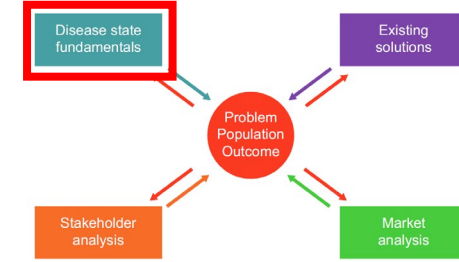 Disease state
fundamentals
Existing
solutions
Problem
Population
Outcome
Stakeholder
analysis
Market
analysis